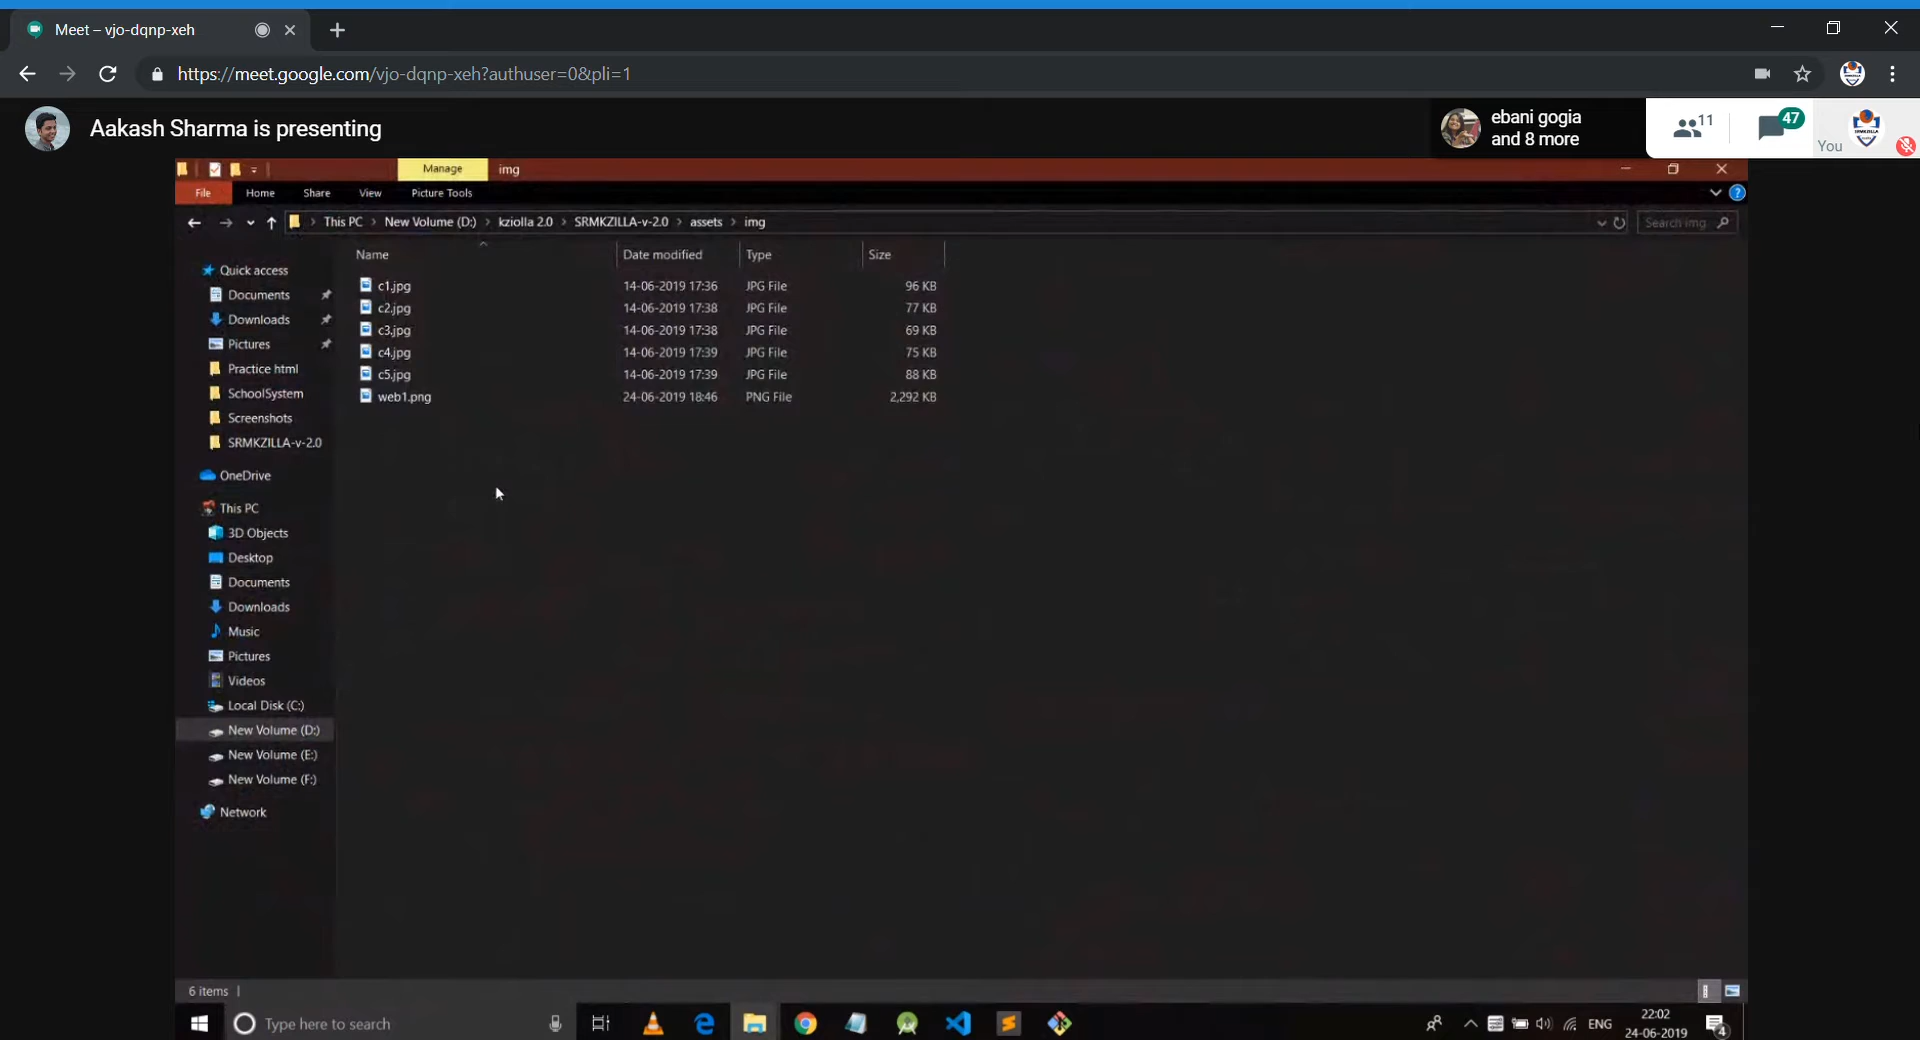 Meet – vjo-dqnp-xeh
https://meet.google.com/vjo-dqnp-xeh?authuser=0&pli=1
Aakash Sharma is presenting
ebani gogia
and 8 more
11
47
You
Manage img
File Home Share View Picture Tools
This PC > New Volume (D:) > kziolla 2.0 > SRMKZILLA-v-2.0 > assets > img
Search img
Name Date modified Type Size
c1.jpg 14-06-2019 17:36 JPG File 96 KB
c2.jpg 14-06-2019 17:38 JPG File 77 KB
c3.jpg 14-06-2019 17:38 JPG File 69 KB
c4.jpg 14-06-2019 17:39 JPG File 75 KB
c5.jpg 14-06-2019 17:39 JPG File 88 KB
web1.png 24-06-2019 18:46 PNG File 2,292 KB
Quick access
Documents
Downloads
Pictures
Practice html
SchoolSystem
Screenshots
SRMKZILLA-v-2.0
OneDrive
This PC
3D Objects
Desktop
Documents
Downloads
Music
Pictures
Videos
Local Disk (C:)
New Volume (D:)
New Volume (E:)
New Volume (F:)
Network
6 items
Type here to search
ENG
22:02
24-06-2019
4